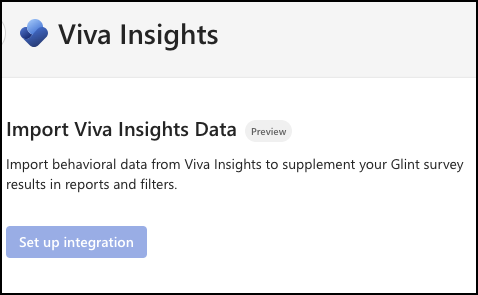 Viva Insights
Import Viva Insights Data Preview
Import behavioral data from Viva Insights to supplement your Glint survey
results in reports and filters.
Set up integration